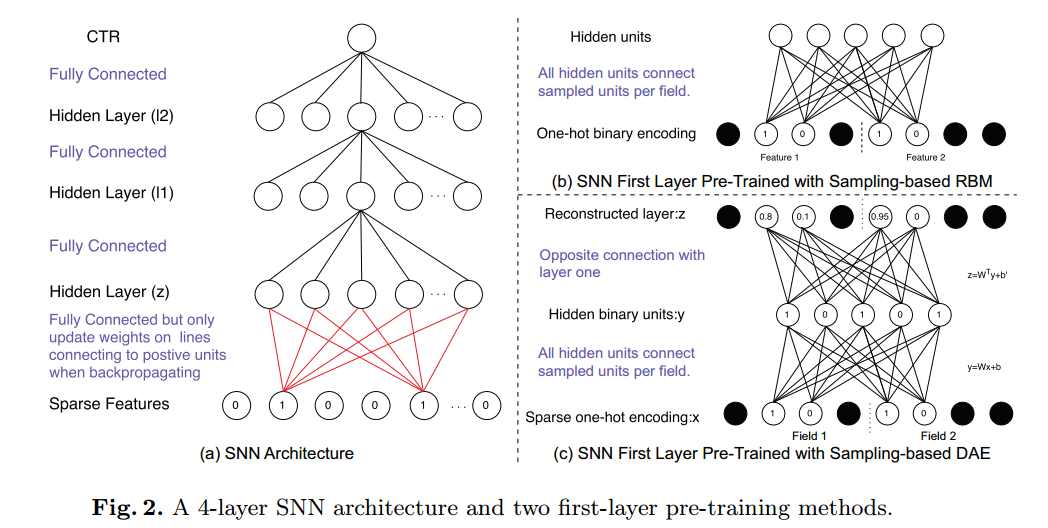 CTR
Fully Connected
Hidden Layer (l2)
Fully Connected
Hidden Layer (l1)
Fully Connected
Hidden Layer (z)
Fully Connected but only
update weights on lines
connecting to postive units
when backpropagating
Sparse Features
0 1 0 0 1 ... 0
(a) SNN Architecture
Hidden units
All hidden units connect
sampled units per field.
One-hot binary encoding
1 0 1 0
Feature 1 Feature 2
(b) SNN First Layer Pre-Trained with Sampling-based RBM
Reconstructed layer:z
0.8 0.1 0.95 0
Opposite connection with
layer one
z=Wᵀy+b'
Hidden binary units:y
1 0 1 0 1
All hidden units connect
sampled units per field.
y=Wx+b
Sparse one-hot encoding:x
1 0 1 0
Field 1 Field 2
(c) SNN First Layer Pre-Trained with Sampling-based DAE
Fig. 2. A 4-layer SNN architecture and two first-layer pre-training methods.